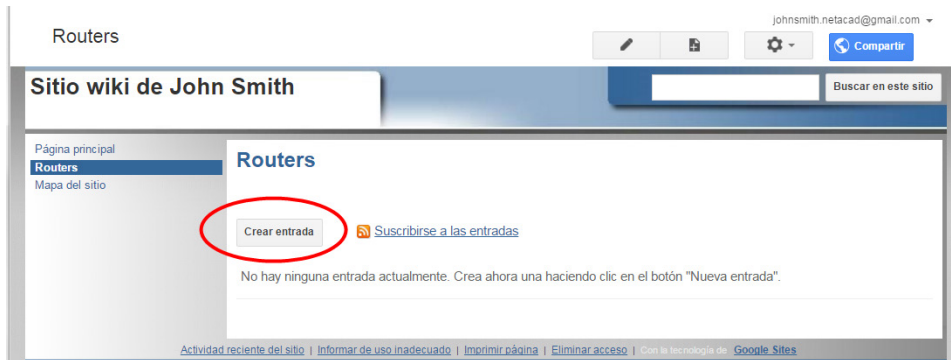 johnsmith.netacad@gmail.com
Routers
Compartir
Sitio wiki de John Smith
Buscar en este sitio
Página principal
Routers
Mapa del sitio
Routers
Crear entrada
Suscribirse a las entradas
No hay ninguna entrada actualmente. Crea ahora una haciendo clic en el botón "Nueva entrada".
Actividad reciente del sitio | Informar de uso inadecuado | Imprimir página | Eliminar acceso | Con la tecnología de Google Sites